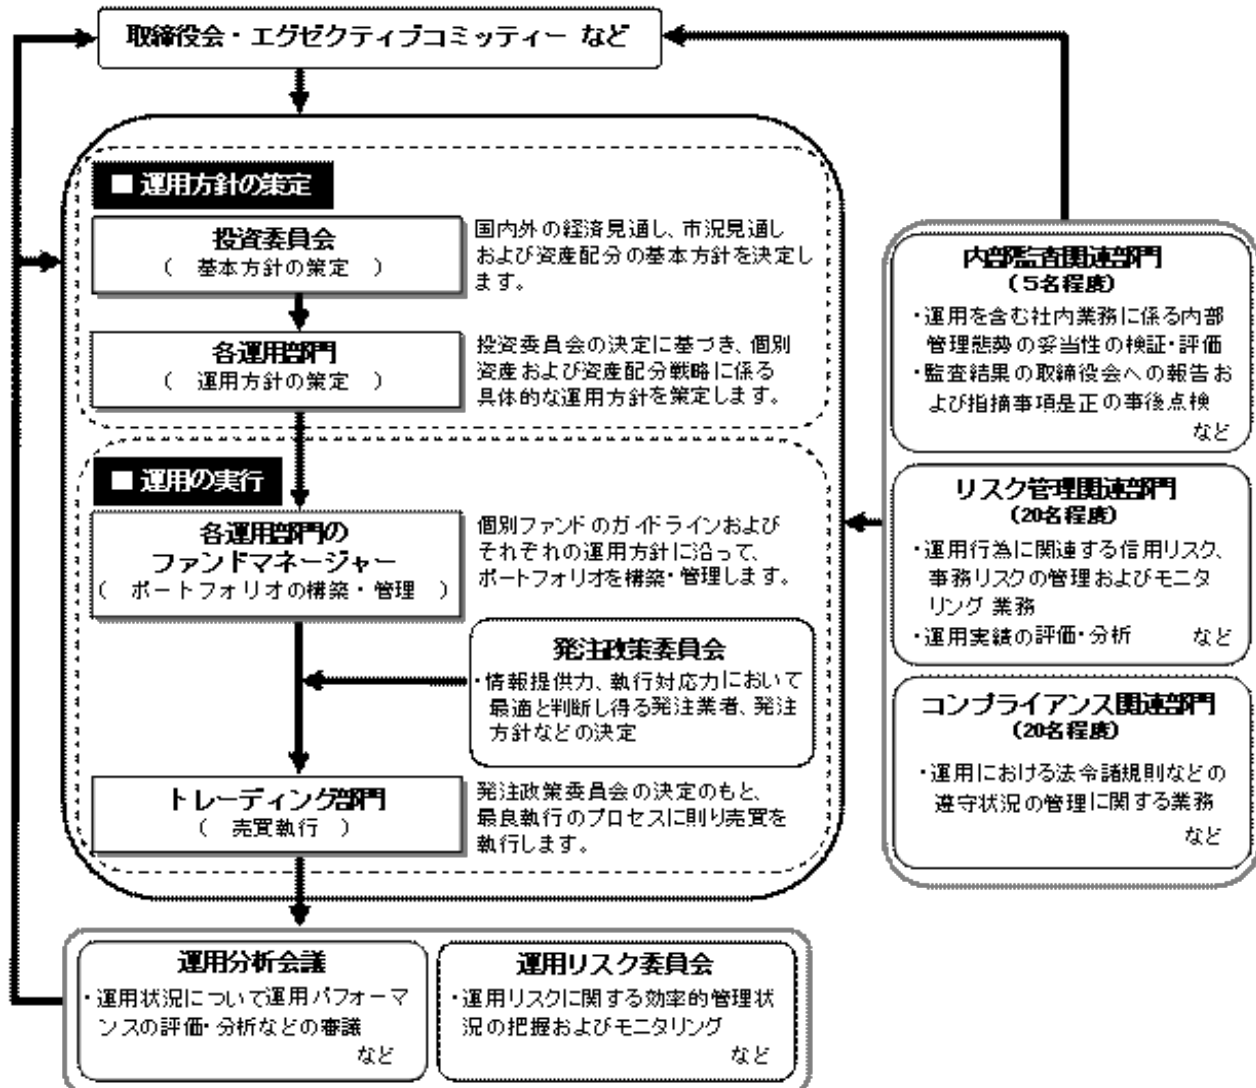 取締役会・エグゼクティブコミッティー など
■ 運用方針の策定
投資委員会
（　基本方針の策定　）
国内外の経済見通し、市況見通し
および資産配分の基本方針を決定し
ます。
各運用部門
（　運用方針の策定　）
投資委員会の決定に基づき、個別
資産および資産配分戦略に係る
具体的な運用方針を策定します。
■ 運用の実行
各運用部門の
ファンドマネージャー
（　ポートフォリオの構築・管理　）
個別ファンドのガイドラインおよび
それぞれの運用方針に沿って、
ポートフォリオを構築・管理します。
発注政策委員会
・情報提供力、執行対応力において
最適と判断し得る発注業者、発注
方針などの決定
トレーディング部門
（　売買執行　）
発注政策委員会の決定のもと、
最良執行のプロセスに則り売買を
執行します。
運用分析会議
・運用状況について運用パフォーマ
ンスの評価・分析などの審議
など
運用リスク委員会
・運用リスクに関する効率的管理状
況の把握およびモニタリング
など
内部監査関連部門
（5名程度）
・運用を含む社内業務に係る内部
管理態勢の妥当性の検証・評価
・監査結果の取締役会への報告お
よび指摘事項是正の事後点検
など
リスク管理関連部門
（20名程度）
・運用行為に関連する信用リスク、
事務リスクの管理およびモニタ
リング 業務
・運用実績の評価・分析　　など
コンプライアンス関連部門
（20名程度）
・運用における法令諸規則などの
遵守状況の管理に関する業務
など